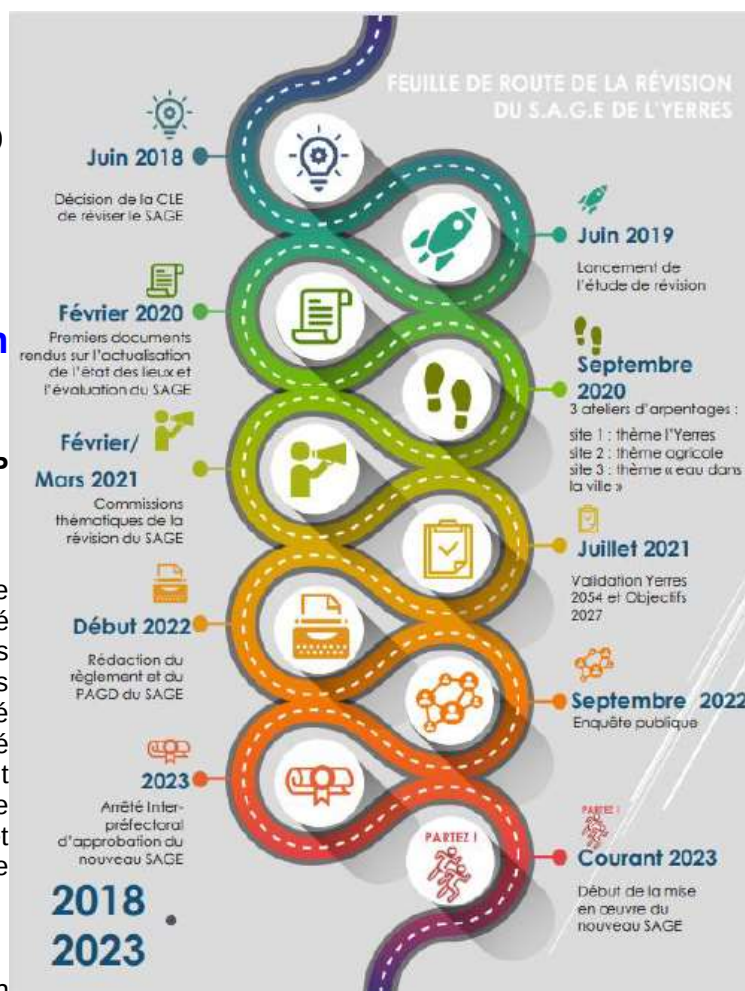 FEUILLE DE ROUTE DE LA RÉVISION
DU S.A.G.E DE L'YERRES
Juin 2018
Décision de la CLE
de réviser le SAGE
Juin 2019
Lancement de
l'étude de révision
Février 2020
Premiers documents
rendus sur l'actualisation
de l'état des lieux et
l'évaluation du SAGE
Septembre
2020
3 ateliers d'arpentages :
site 1 : thème l'Yerres
site 2 : thème agricole
site 3 : thème « eau dans
la ville »
Février/
Mars 2021
Commissions
thématiques de la
révision du SAGE
Juillet 2021
Validation Yerres
2054 et Objectifs
2027
Début 2022
Rédaction du
règlement et du
PAGD du SAGE
Septembre 2022
Enquête publique
2023
Arrêté Inter-
préfectoral
d'approbation du
nouveau SAGE
PARTEZ !
PARTEZ !
Courant 2023
Début de la mise
en œuvre du
nouveau SAGE
2018
2023